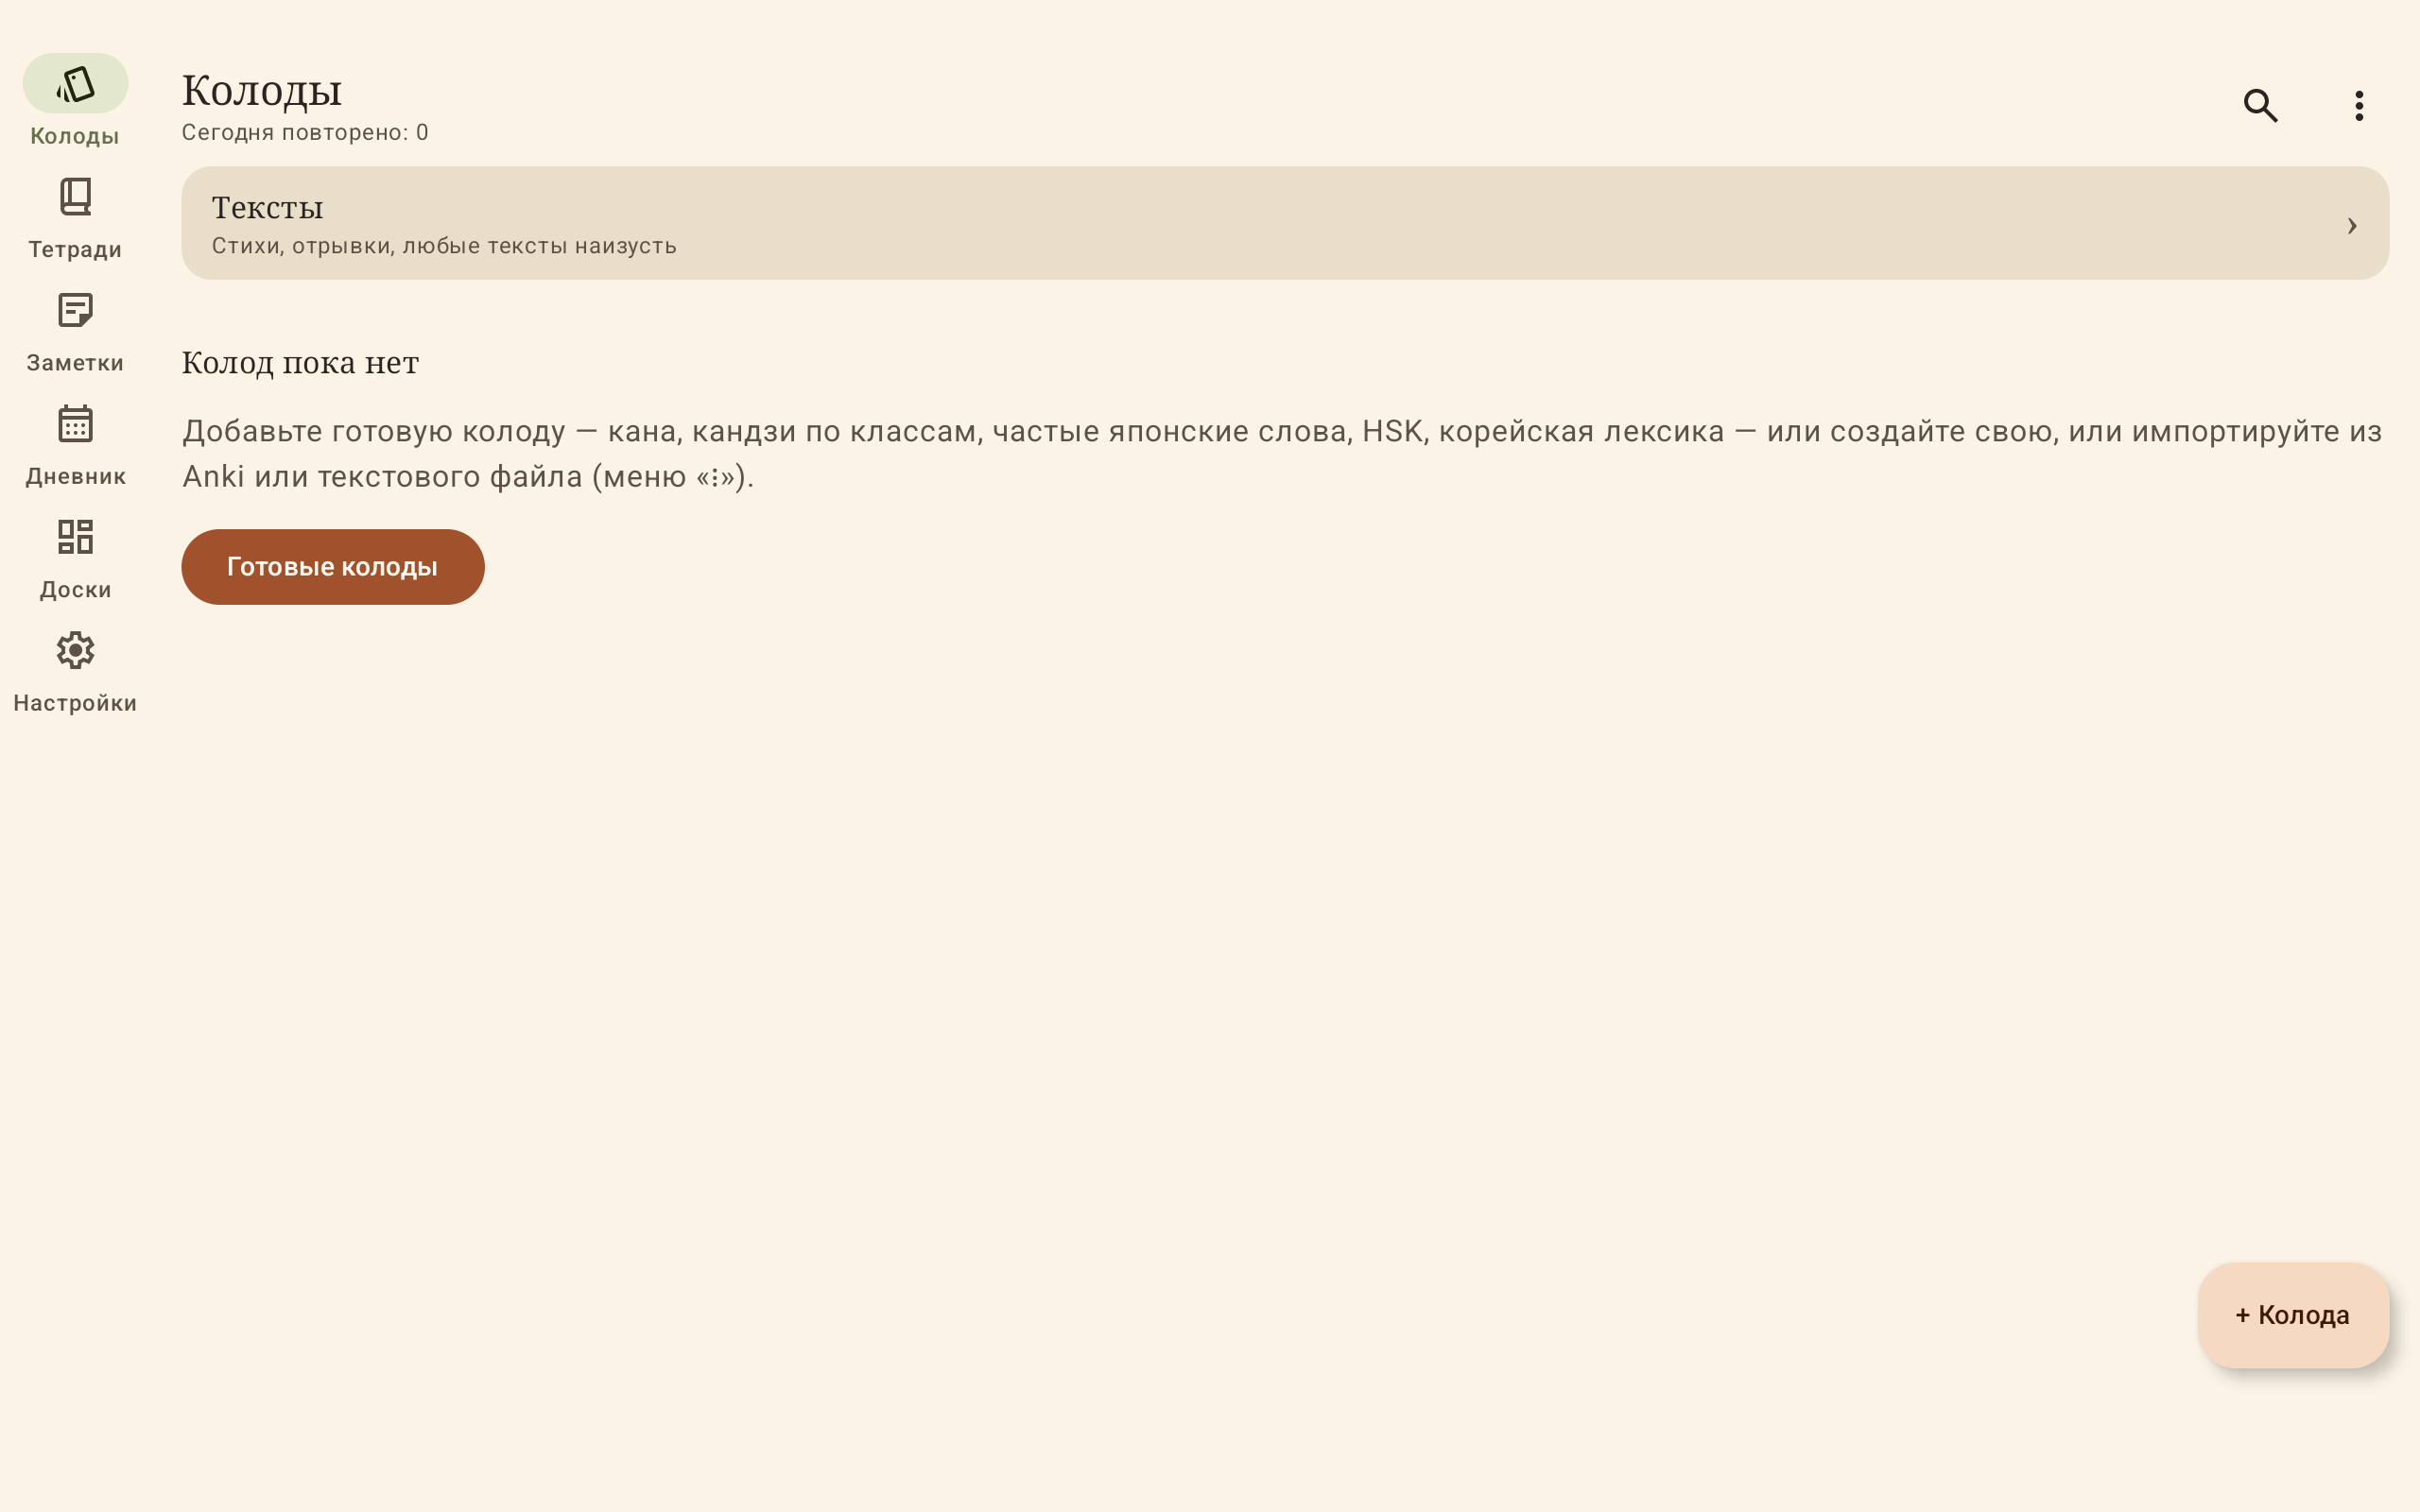 Колоды
Тетради
Заметки
Дневник
Доски
Настройки
Колоды
Сегодня повторено: 0
Тексты
Стихи, отрывки, любые тексты наизусть
›
Колод пока нет
Добавьте готовую колоду — кана, кандзи по классам, частые японские слова, HSK, корейская лексика — или создайте свою, или импортируйте из
Anki или текстового файла (меню «⋮»).
Готовые колоды
+ Колода